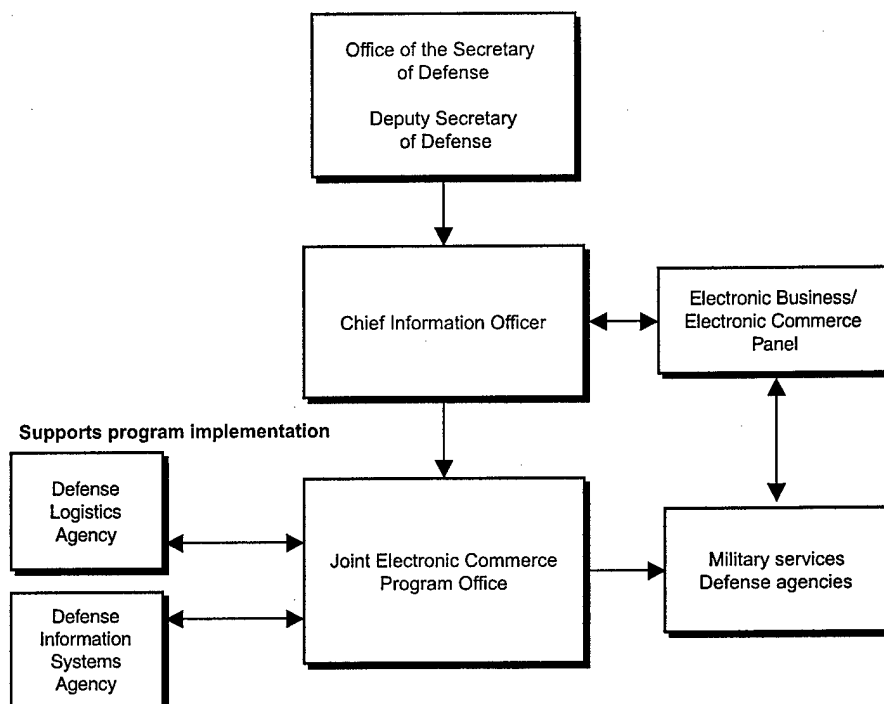 Office of the Secretary
of Defense
Deputy Secretary
of Defense
Chief Information Officer
Electronic Business/
Electronic Commerce
Panel
Supports program implementation
Defense
Logistics
Agency
Joint Electronic Commerce
Program Office
Military services
Defense agencies
Defense
Information
Systems
Agency